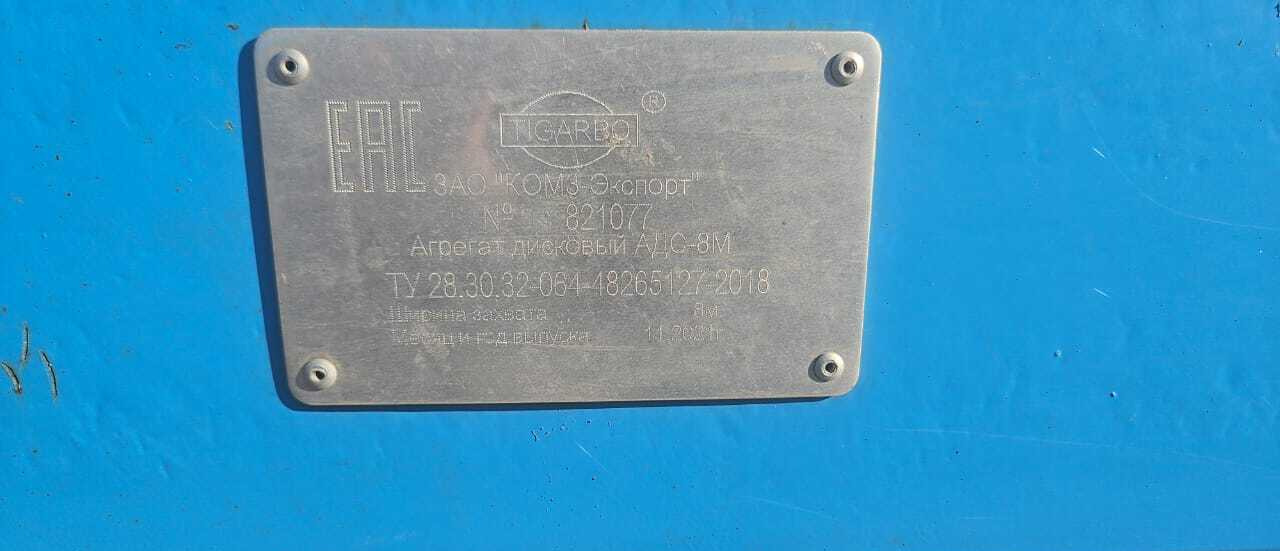 EAC
TIGARBO ®
ЗАО "КОМЗ-Экспорт"
№ 821077
Агрегат дисковый АДС-8М
ТУ 28.30.32-064-48265127-2018
Ширина захвата 8м
Месяц и год выпуска 11.2021г